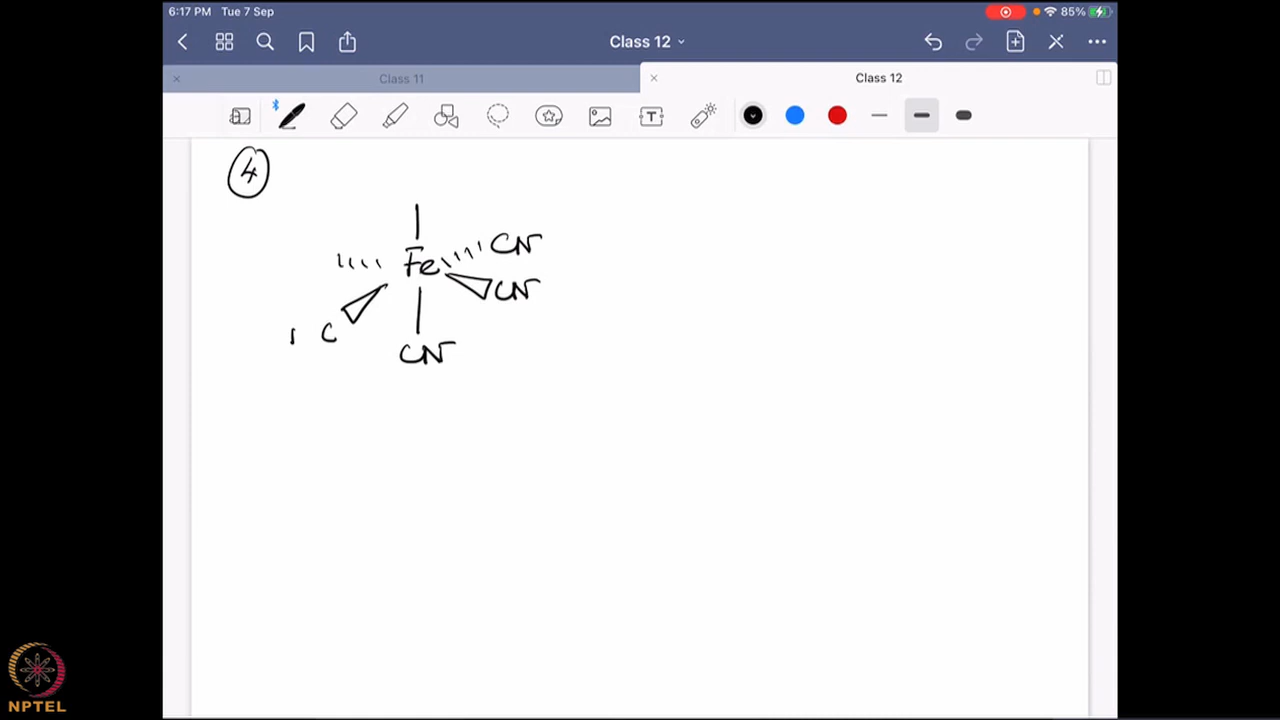 6:17 PM Tue 7 Sep 85%
Class 12
Class 11 Class 12
T
4
Fe CN
CN
C
CN
NPTEL